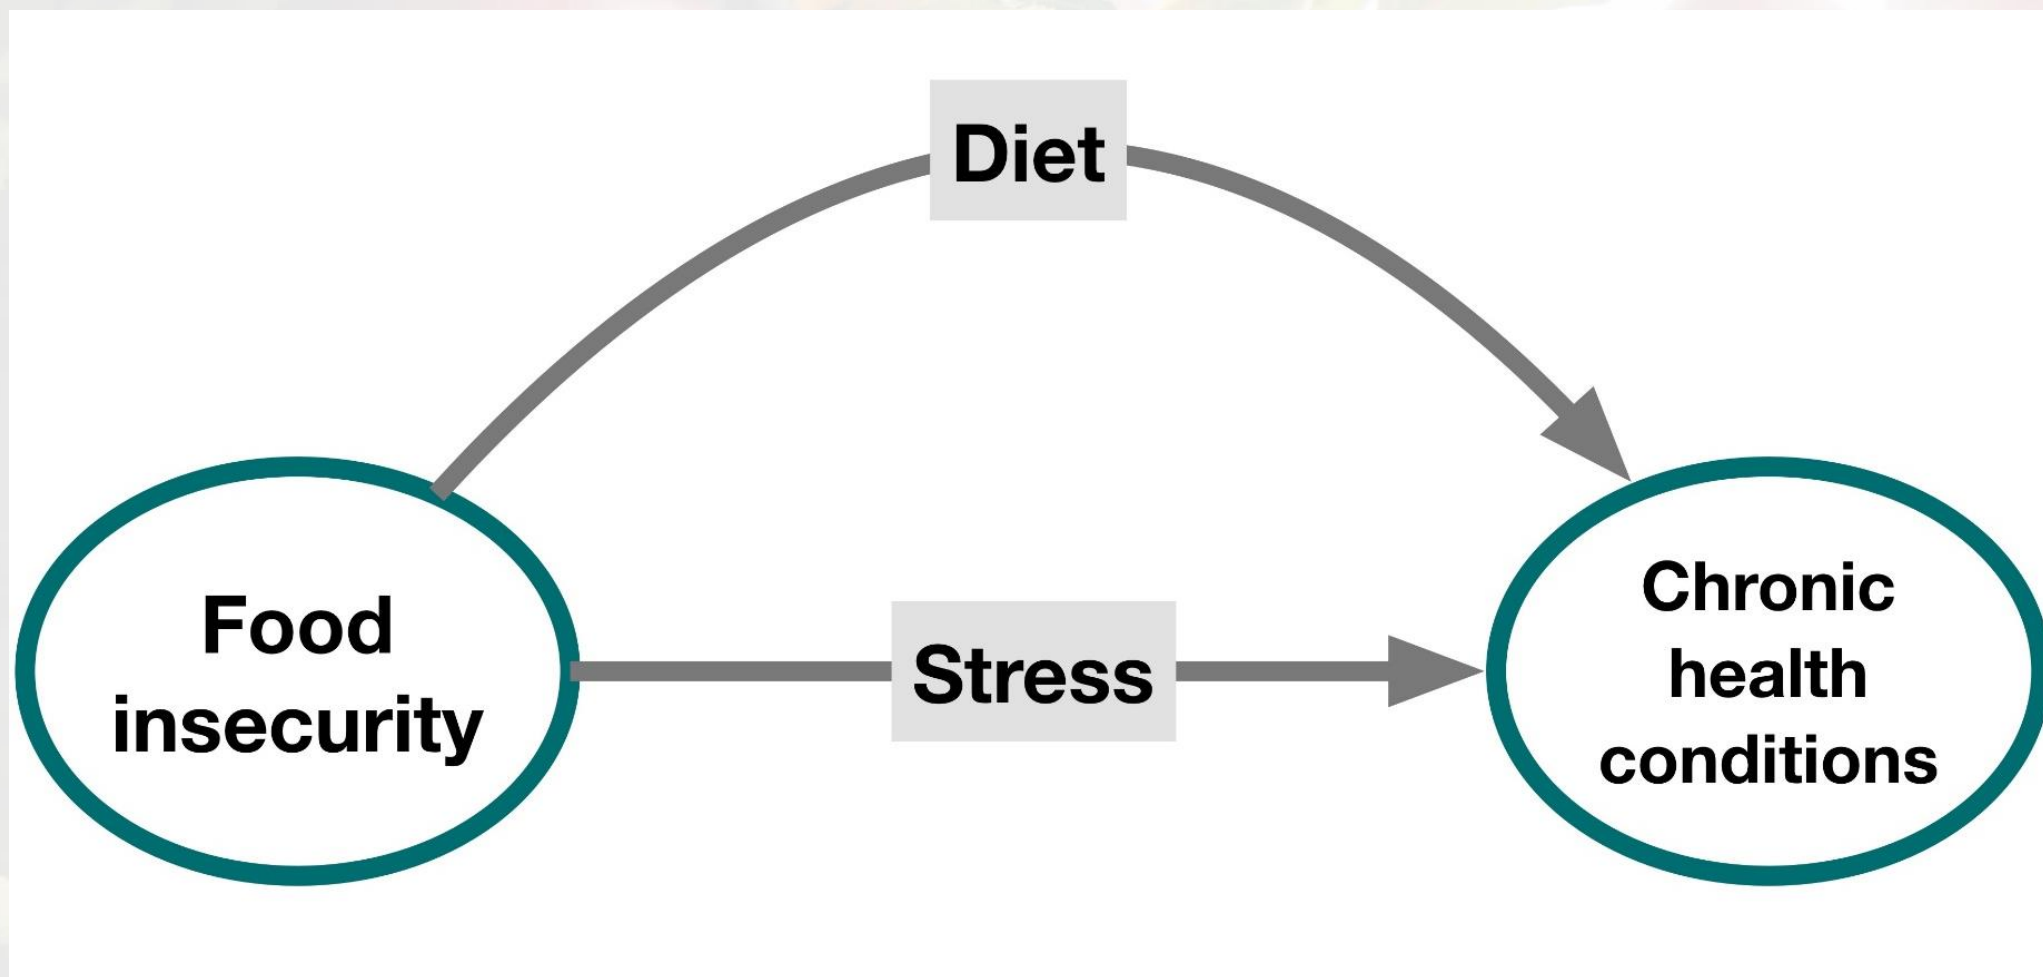 Diet
Food
insecurity
Stress
Chronic
health
conditions